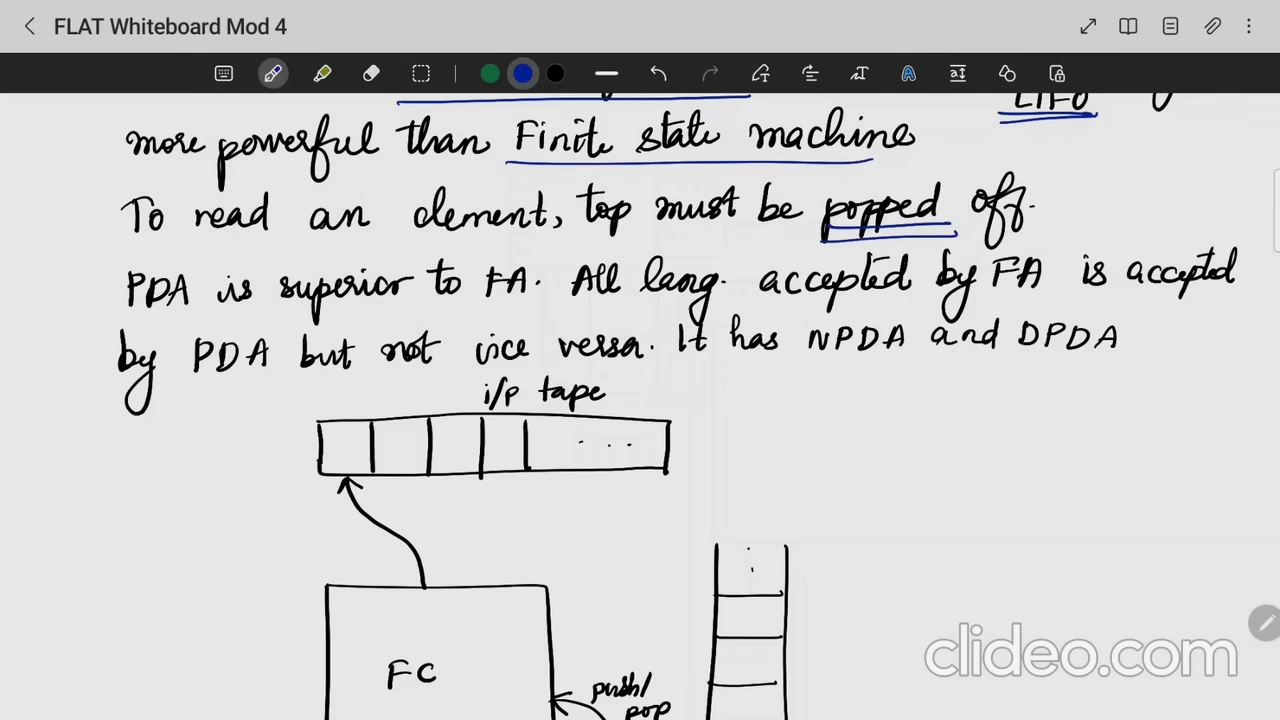 FLAT Whiteboard Mod 4
LIFO
more powerful than Finite state machine
To read an element, top must be popped off.
PDA is superior to FA. All lang. accepted by FA is accepted
by PDA but not vice versa. It has NPDA and DPDA
i/p tape
...
FC
push/
pop
clideo.com